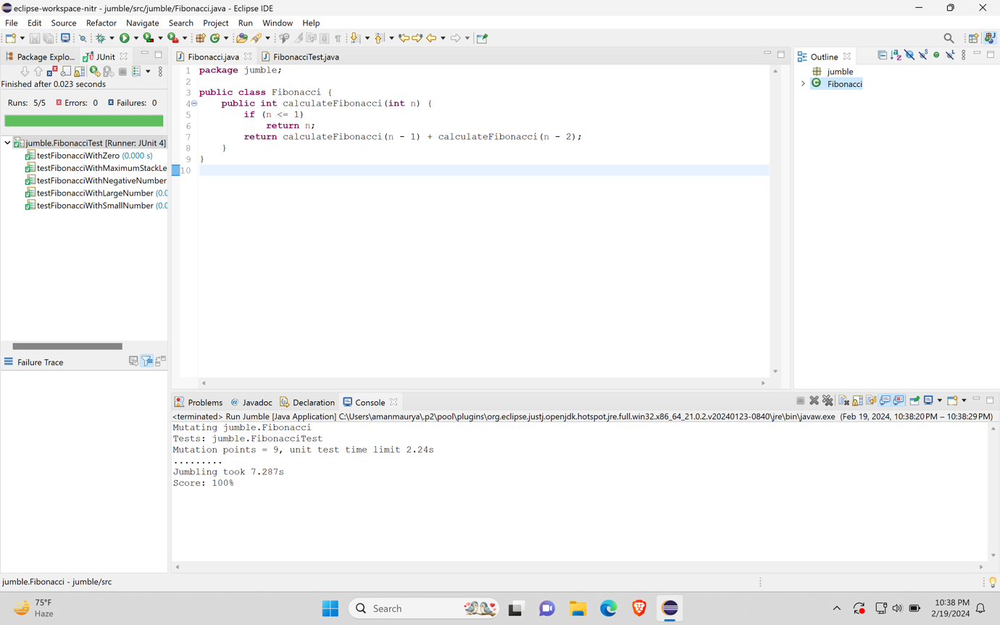 eclipse-workspace-nitr - jumble/src/jumble/Fibonacci.java - Eclipse IDE
File Edit Source Refactor Navigate Search Project Run Window Help
Package Explo... JUnit
Finished after 0.023 seconds
Runs: 5/5 Errors: 0 Failures: 0
jumble.FibonacciTest [Runner: JUnit 4]
testFibonacciWithZero (0.000 s)
testFibonacciWithMaximumStackLe
testFibonacciWithNegativeNumber
testFibonacciWithLargeNumber (0.0
testFibonacciWithSmallNumber (0.0
Failure Trace
Fibonacci.java FibonacciTest.java
1 package jumble;
2
3 public class Fibonacci {
4 public int calculateFibonacci(int n) {
5 if (n <= 1)
6 return n;
7 return calculateFibonacci(n - 1) + calculateFibonacci(n - 2);
8 }
9 }
10
Outline
jumble
Fibonacci
Problems @ Javadoc Declaration Console
<terminated> Run Jumble [Java Application] C:\Users\amanmaurya\.p2\pool\plugins\org.eclipse.justj.openjdk.hotspot.jre.full.win32.x86_64_21.0.2.v20240123-0840\jre\bin\javaw.exe (Feb 19, 2024, 10:38:20 PM – 10:38:29 PM)
Mutating jumble.Fibonacci
Tests: jumble.FibonacciTest
Mutation points = 9, unit test time limit 2.24s
.........
Jumbling took 7.287s
Score: 100%
jumble.Fibonacci - jumble/src
75°F
Haze
Search
10:38 PM
2/19/2024